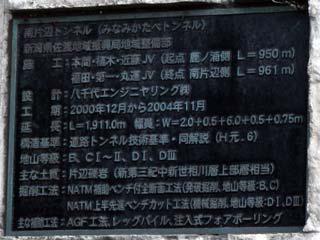 南片辺トンネル（みなみかたべトンネル）
新潟県佐渡地域振興局地域整備部
施　工：本間・福本・近藤JV（起点 鹿ノ浦側 L＝950m）
福田・第一・丸運JV（終点 南片辺側 L＝961m）
設　計：八千代エンジニヤリング㈱
工　期：2000年12月から2004年11月
延　長：L＝1,911.0m　幅員：W＝2.0+0.5+6.0+0.5+0.75m
構造基準：道路トンネル技術基準・同解説（H.元.6）
地山等級：B、CⅠ～Ⅱ、DⅠ、DⅢ
主な土質：片辺礫岩（新第三紀中新世相川層上部層相当）
掘削工法：NATM補助ベンチ付全断面工法（発破掘削、地山等級：B、C）
NATM上半先進ベンチカット工法（機械掘削、地山等級：DⅠ、DⅢ）
主な補助工法：AGF工法、レッグパイル、注入式フォアポーリング